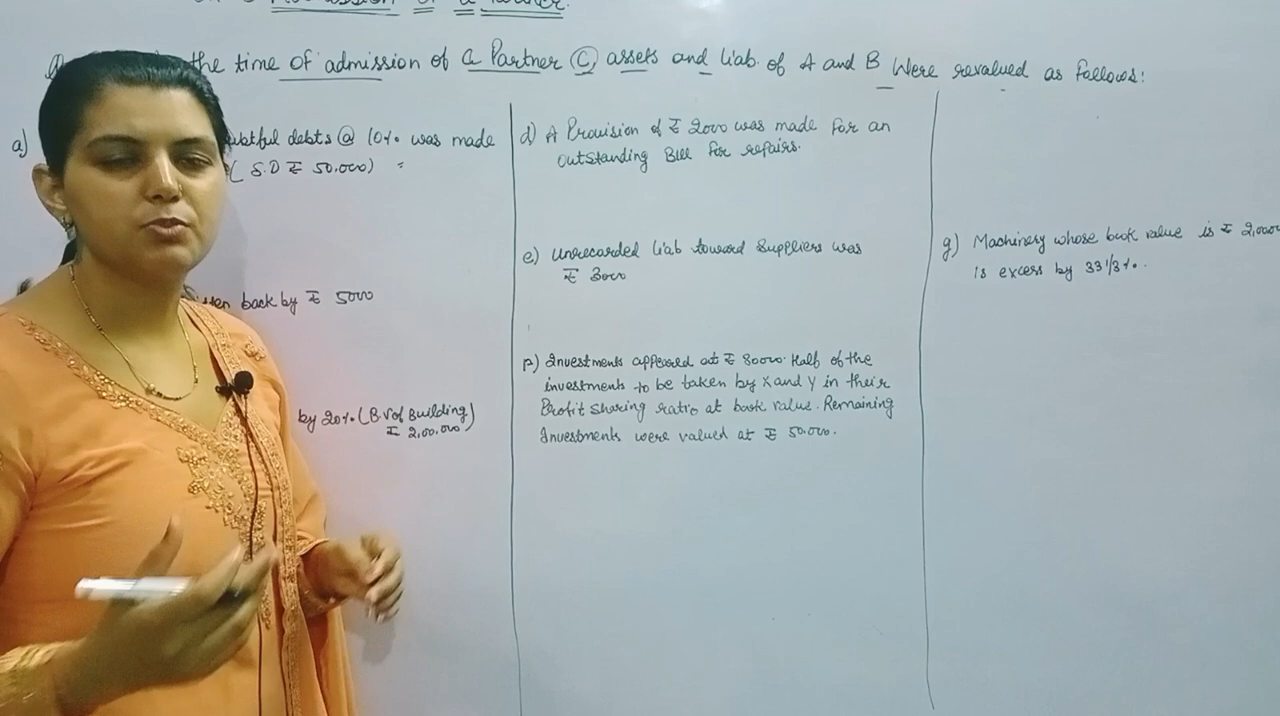 Admission of a Partner.
the time of admission of a Partner (C) assets and liab. of A and B were revalued as follows:
a) doubtful debts @ 10% was made
( S.D ₹ 50,000) =
back by ₹ 5000
by 20% (B.V of Building)
₹ 2,00,000
d) A Provision of ₹ 2000 was made for an
outstanding Bill for repairs.
e) unrecorded liab toward suppliers was
₹ 3000
Investments appeared at ₹ 80000. Half of the
investments to be taken by X and Y in their
Profit sharing ratio at book value. Remaining
Investments were valued at ₹ 50,000.
g) Machinery whose book value is ₹
is excess by 33 1/3%.